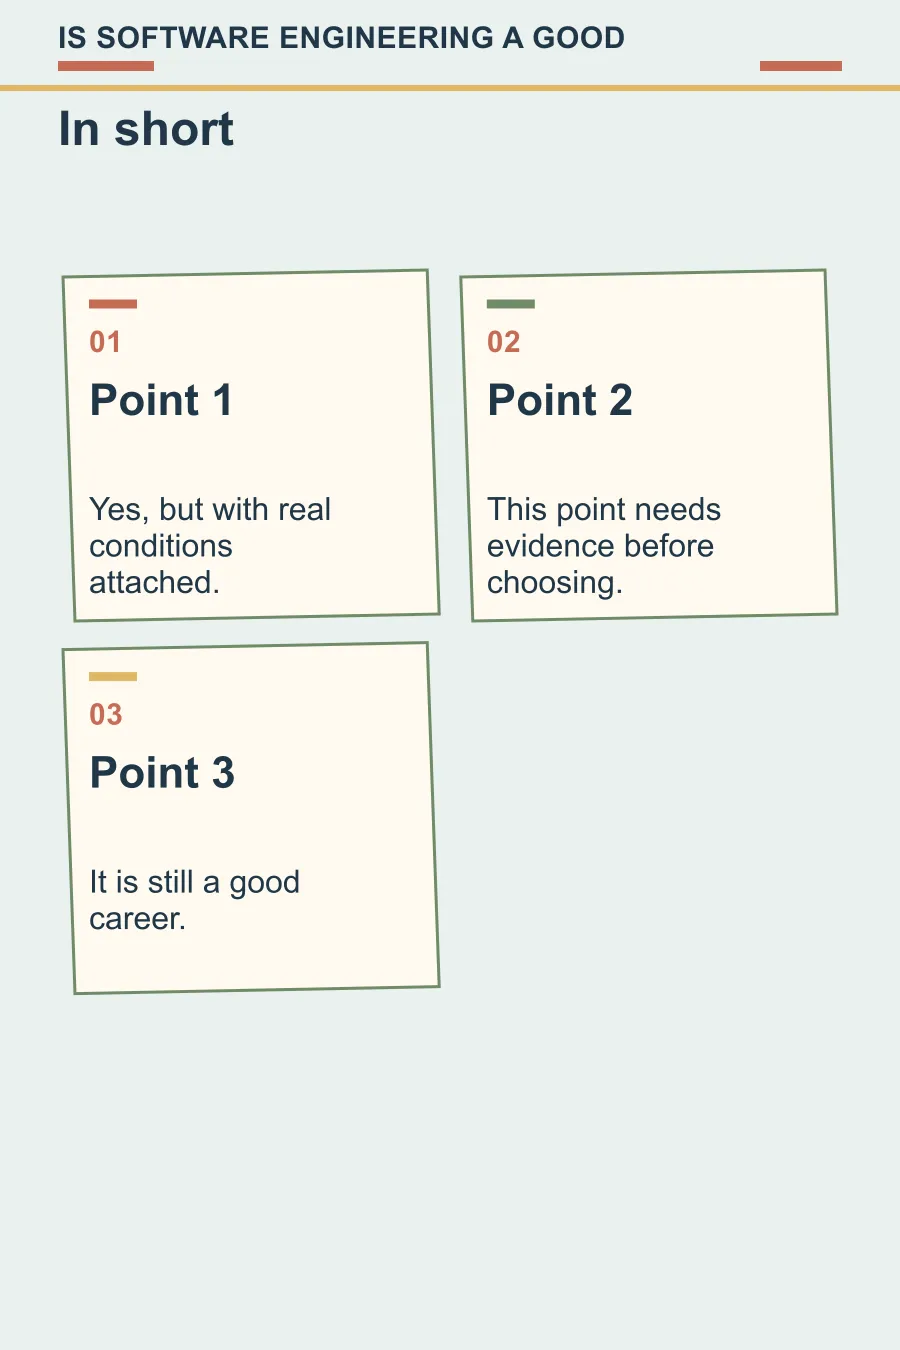 IS SOFTWARE ENGINEERING A GOOD
In short
01
Point 1
Yes, but with real
conditions
attached.
02
Point 2
This point needs
evidence before
choosing.
03
Point 3
It is still a good
career.